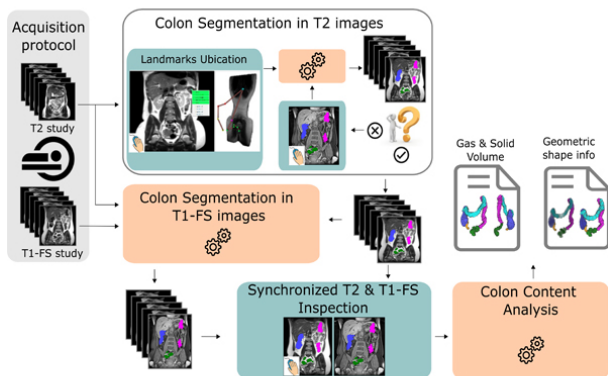 Acquisition
protocol
T2 study
T1-FS study
Colon Segmentation in T2 images
Landmarks Ubication
Colon Segmentation in
T1-FS images
Synchronized T2 & T1-FS
Inspection
Colon Content
Analysis
Gas & Solid
Volume
Geometric
shape info